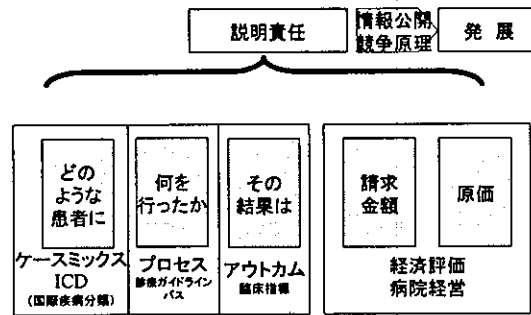 説明責任
情報公開
競争原理
発展
どの
ような
患者に
何を
行ったか
その
結果は
請求
金額
原価
ケースミックス
ICD
(国際疾病分類)
プロセス
診療ガイドライン
パス
アウトカム
臨床指標
経済評価
病院経営